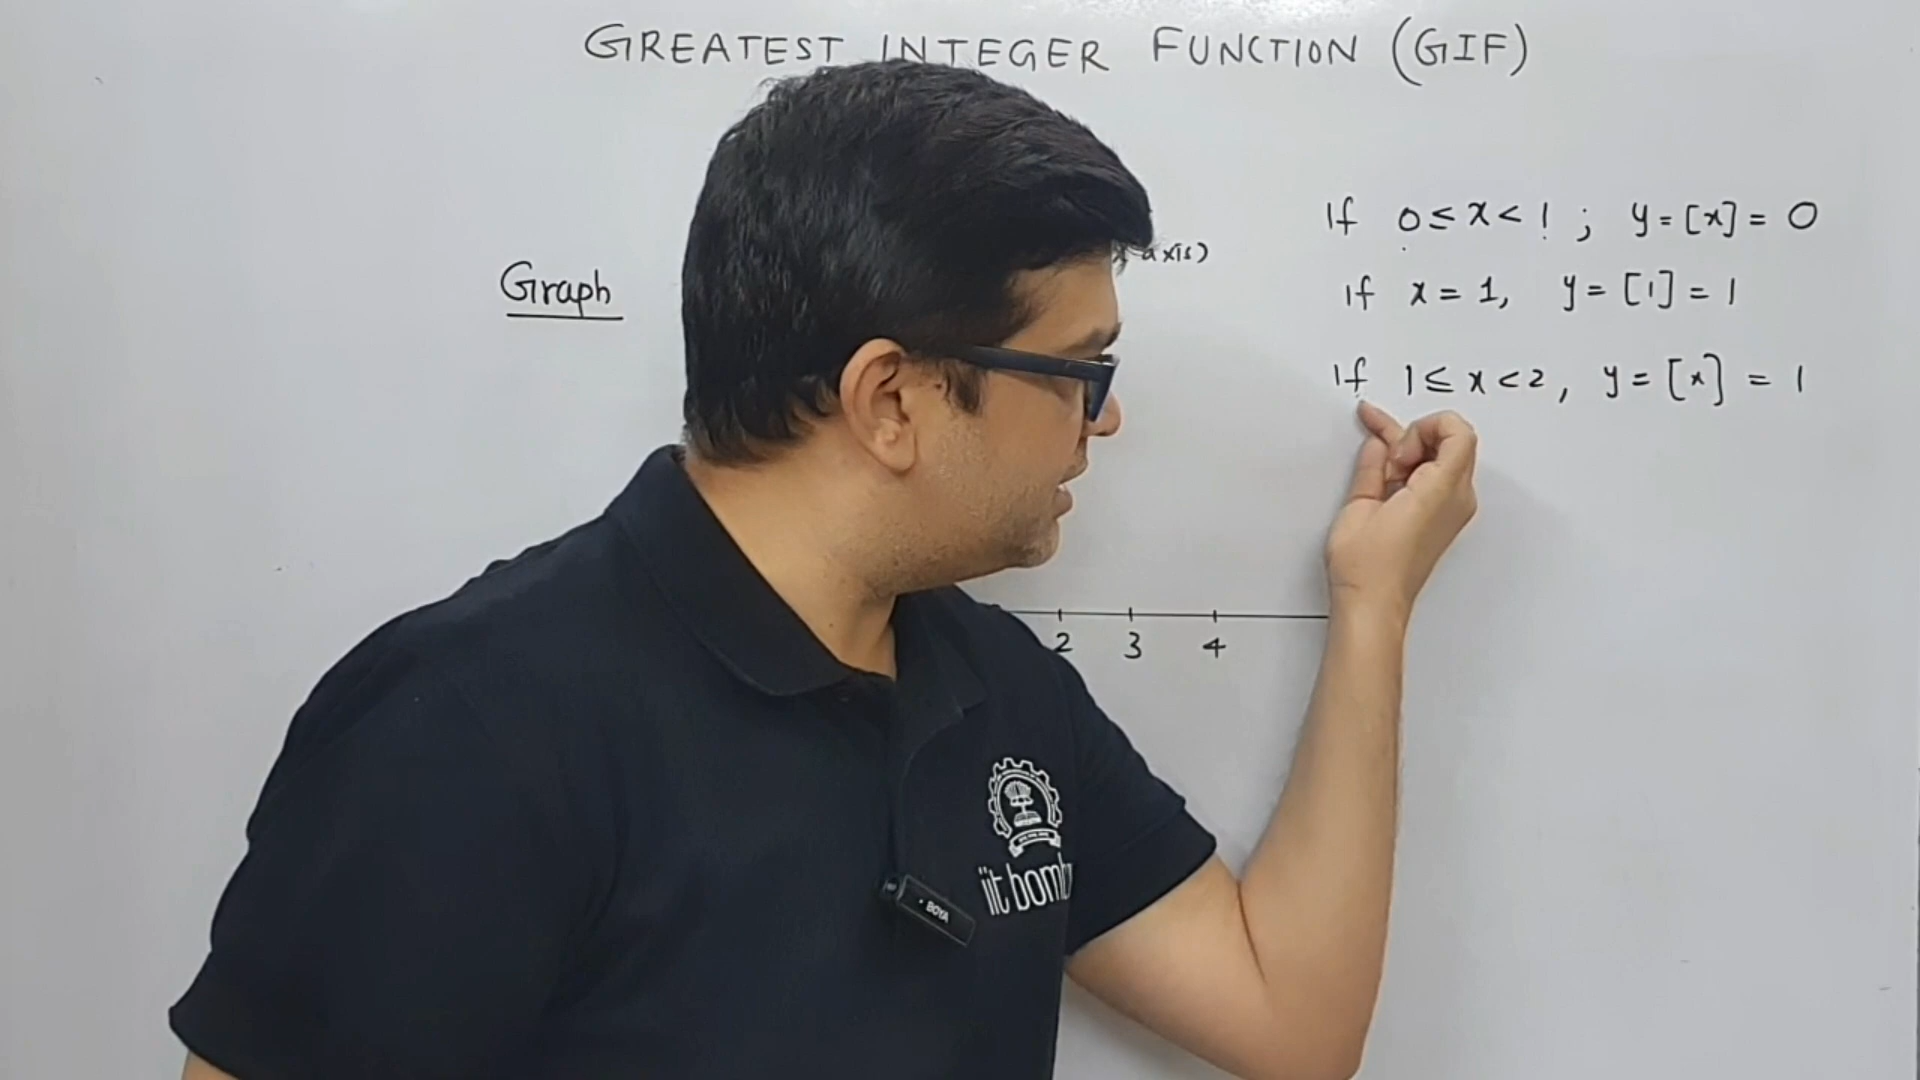 GREATEST INTEGER FUNCTION (GIF)
If 0 ≤ x < 1 ; y = [x] = 0
axis)
Graph
If x = 1, y = [1] = 1
If 1 ≤ x < 2, y = [x] = 1
2 3 4
BOYA
iit bomb